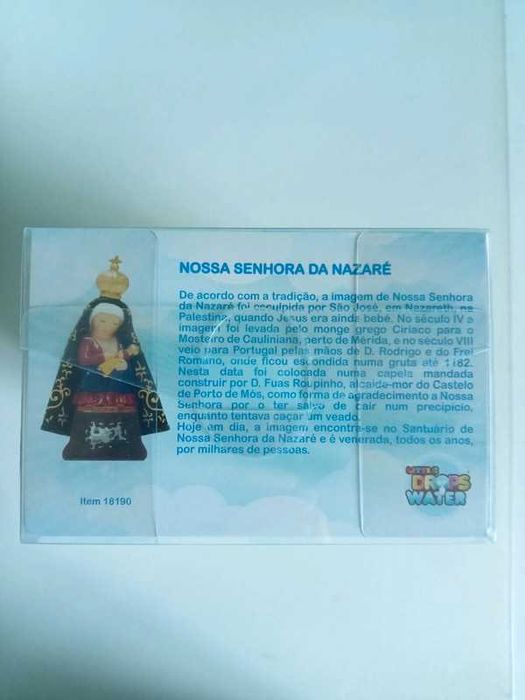 NOSSA SENHORA DA NAZARÉ
De acordo com a tradição, a imagem de Nossa Senhora
da Nazaré foi esculpida por São José, em Nazareth, na
Palestina, quando Jesus era ainda bebé. No século IV a
imagem foi levada pelo monge grego Ciriaco para o
Mosteiro de Cauliniana, perto de Mérida, e no século VIII
veio para Portugal pelas mãos de D. Rodrigo e do Frei
Romano, onde ficou escondida numa gruta até 1182.
Nesta data foi colocada numa capela mandada
construir por D. Fuas Roupinho, alcaide-mor do Castelo
de Porto de Mós, como forma de agradecimento a Nossa
Senhora por o ter salvo de cair num precipício,
enquanto tentava caçar um veado.
Hoje em dia, a imagem encontra-se no Santuário de
Nossa Senhora da Nazaré e é venerada, todos os anos,
por milhares de pessoas.
Item 18190
LITTLE
DROPS
WATER